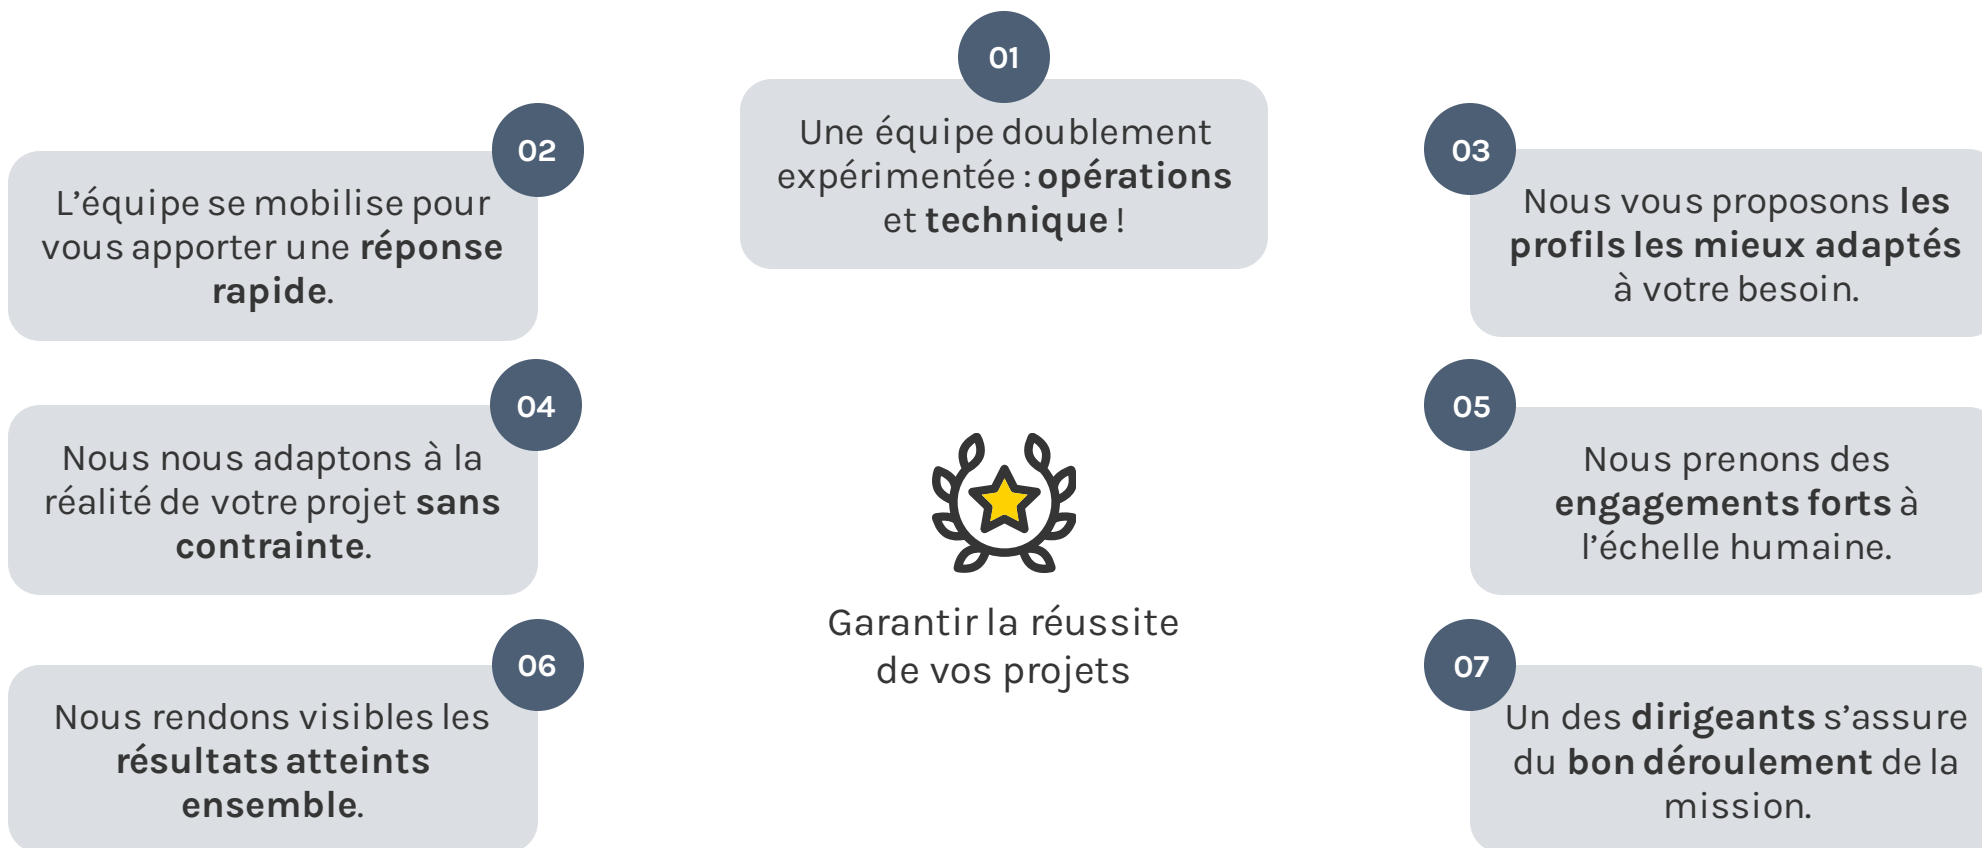 01
Une équipe doublement
expérimentée : opérations
et technique !
02
L’équipe se mobilise pour
vous apporter une réponse
rapide.
03
Nous vous proposons les
profils les mieux adaptés
à votre besoin.
04
Nous nous adaptons à la
réalité de votre projet sans
contrainte.
05
Nous prenons des
engagements forts à
l’échelle humaine.
06
Nous rendons visibles les
résultats atteints
ensemble.
07
Un des dirigeants s’assure
du bon déroulement de la
mission.
Garantir la réussite
de vos projets